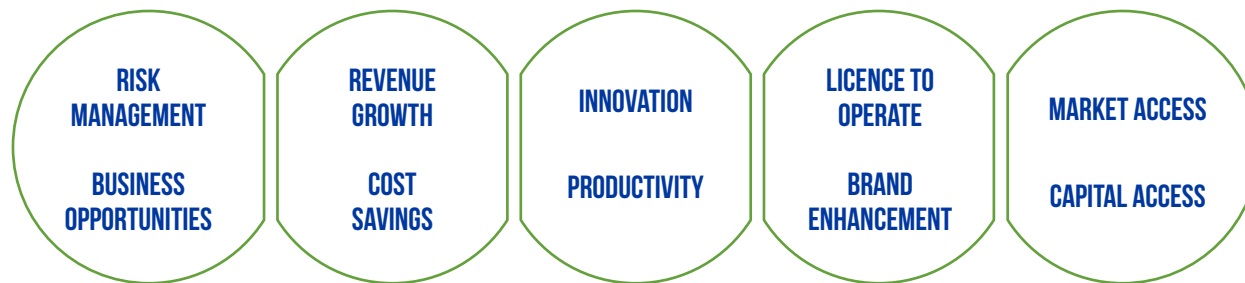 RISK
MANAGEMENT
BUSINESS
OPPORTUNITIES
REVENUE
GROWTH
COST
SAVINGS
INNOVATION
PRODUCTIVITY
LICENCE TO
OPERATE
BRAND
ENHANCEMENT
MARKET ACCESS
CAPITAL ACCESS